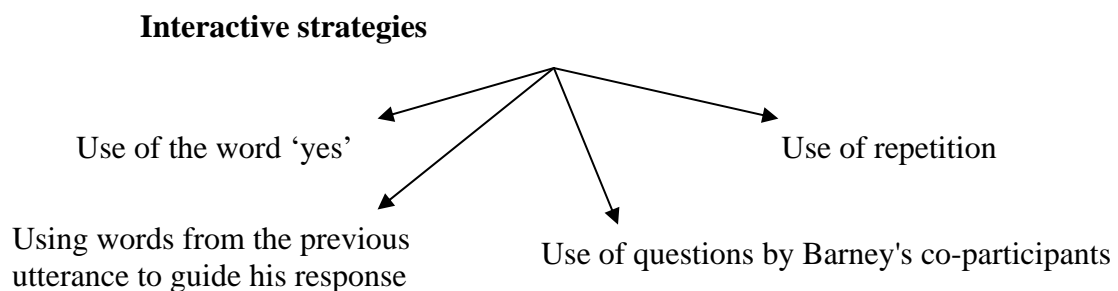 Interactive strategies
Use of the word ‘yes’
Use of repetition
Using words from the previous
utterance to guide his response
Use of questions by Barney's co-participants